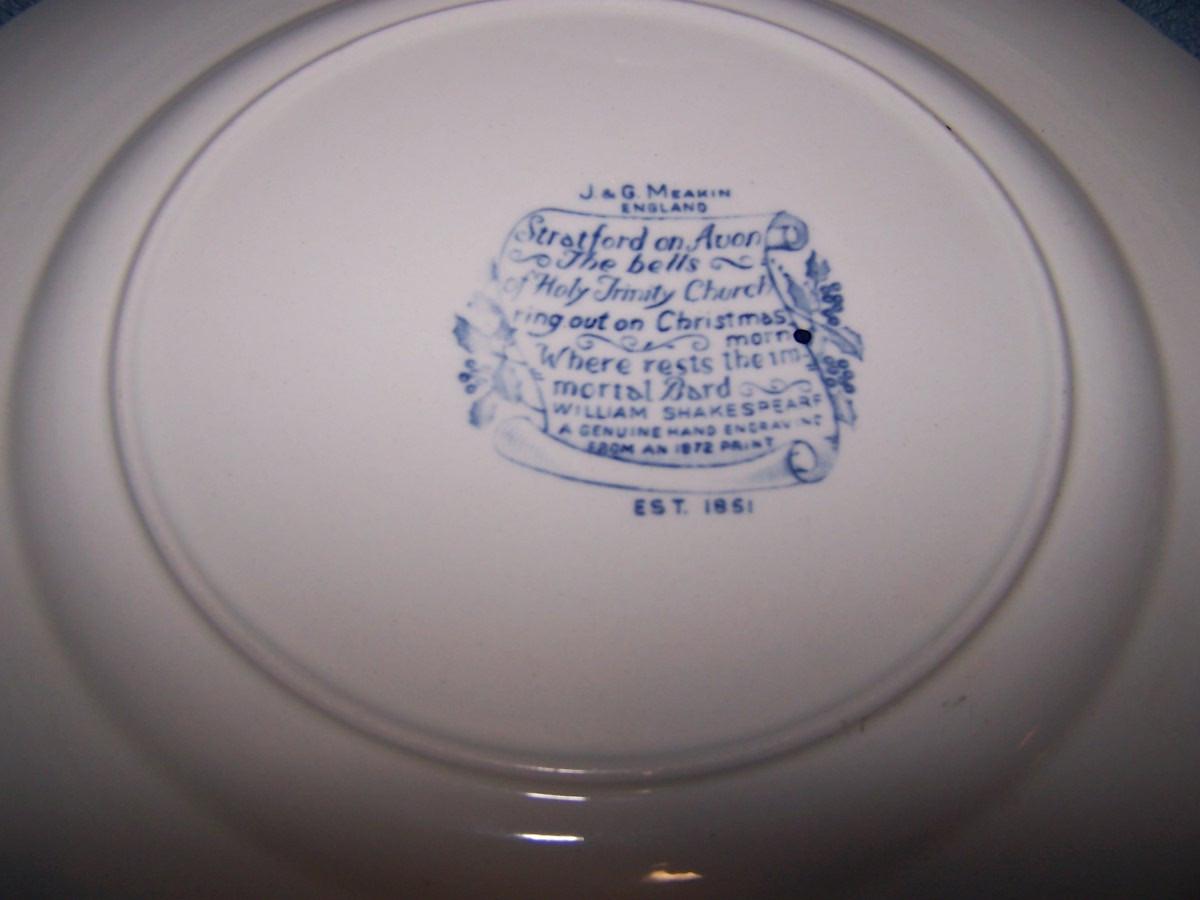 J. & G. MEAKIN
ENGLAND
Stratford on Avon
The bells
of Holy Trinity Church
ring out on Christmas
morn
Where rests the im-
mortal Bard
WILLIAM SHAKESPEARE
A GENUINE HAND ENGRAVING
FROM AN 1872 PRINT
EST. 1851